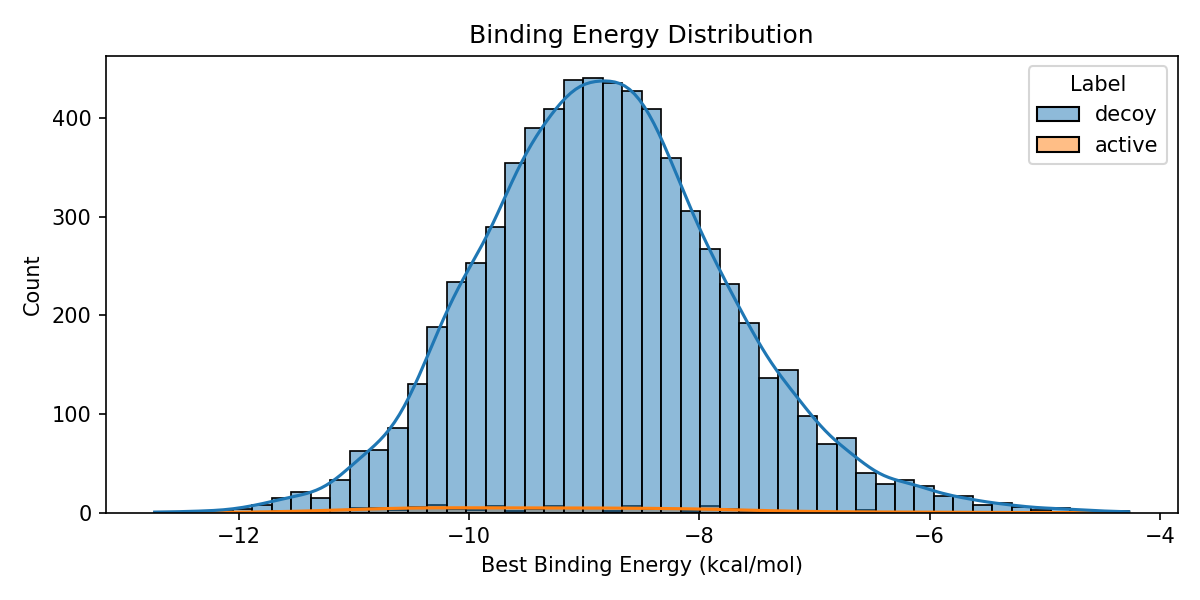 Binding Energy Distribution
Label
decoy
active
Count
400
300
200
100
0
−12
−10
−8
−6
−4
Best Binding Energy (kcal/mol)